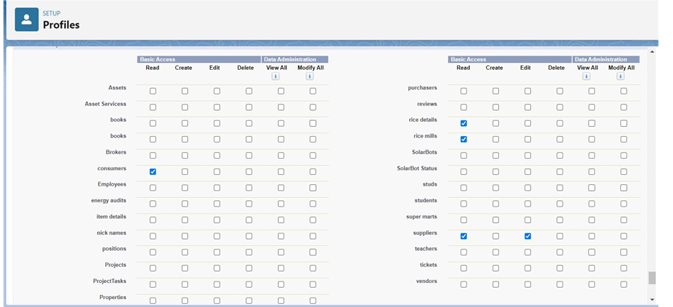 SETUP
Profiles
Basic Access Data Administration
Read Create Edit Delete View All Modify All
Assets
Asset Servicess
books
books
Brokers
consumers
Employees
energy audits
item details
nick names
positions
Projects
ProjectTasks
Properties
Basic Access Data Administration
Read Create Edit Delete View All Modify All
purchasers
reviews
rice details
rice mills
SolarBots
SolarBot Status
studs
students
super marts
suppliers
teachers
tickets
vendors